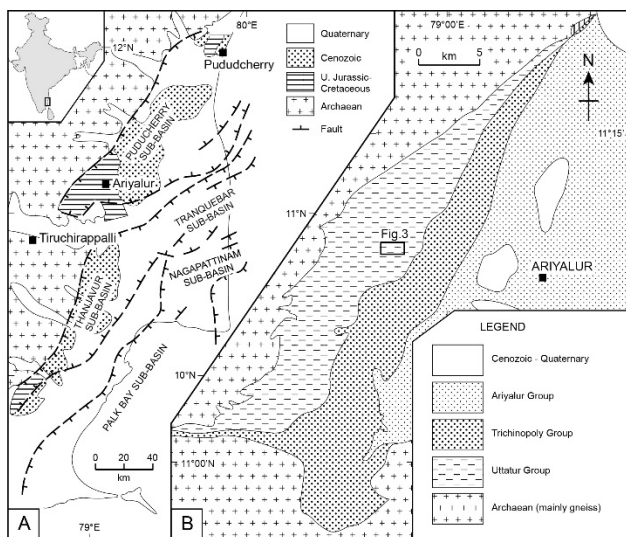 12°N
80°E
Pududcherry
PUDUCHERRY
SUB-BASIN
Ariyalur
Tiruchirappalli
TRANQUEBAR
SUB-BASIN
NAGAPATTINAM
SUB-BASIN
THANJAVUR
SUB-BASIN
PALK BAY SUB-BASIN
11°N
10°N
0 20 40
km
79°E
A
Quaternary
Cenozoic
U. Jurassic-
Cretaceous
Archaean
Fault
79°00'E
0 5
km
N
11°15'
Fig.3
ARIYALUR
11°00'N
B
LEGEND
Cenozoic - Quaternary
Ariyalur Group
Trichinopoly Group
Uttatur Group
Archaean (mainly gneiss)